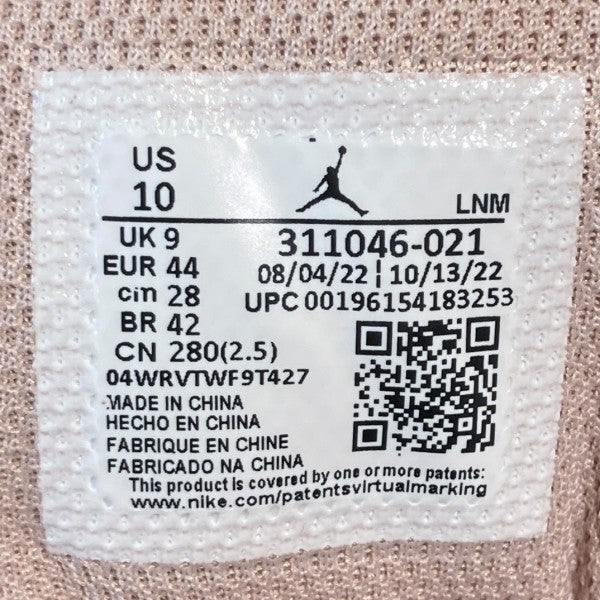 US
10
LNM
UK 9
311046-021
EUR 44
08/04/22 | 10/13/22
cm 28
UPC 00196154183253
BR 42
CN 280(2.5)
04WRVTWF9T427
MADE IN CHINA
HECHO EN CHINA
FABRIQUE EN CHINE
FABRICADO NA CHINA
This product is covered by one or more patents:
www.nike.com/patentsvirtualmarking